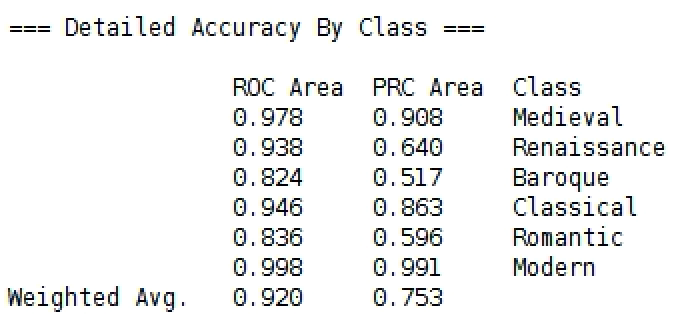 === Detailed Accuracy By Class ===
ROC Area PRC Area Class
0.978 0.908 Medieval
0.938 0.640 Renaissance
0.824 0.517 Baroque
0.946 0.863 Classical
0.836 0.596 Romantic
0.998 0.991 Modern
Weighted Avg. 0.920 0.753